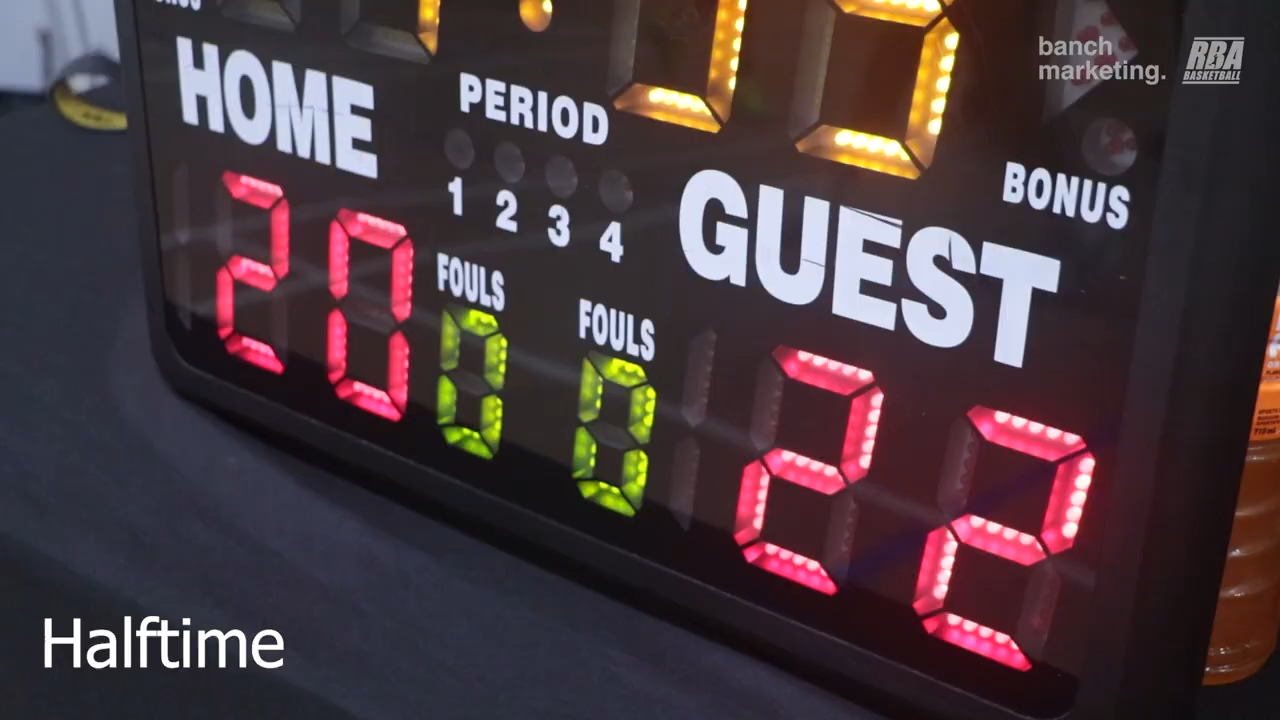 banch
marketing.
RBA
BASKETBALL
HOME
PERIOD
1 2 3 4
GUEST
BONUS
FOULS
FOULS
20
0
0
22
Halftime